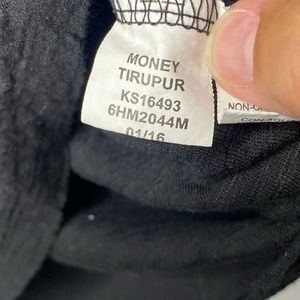 MONEY
TIRUPUR
KS16493
6HM2044M
01/16